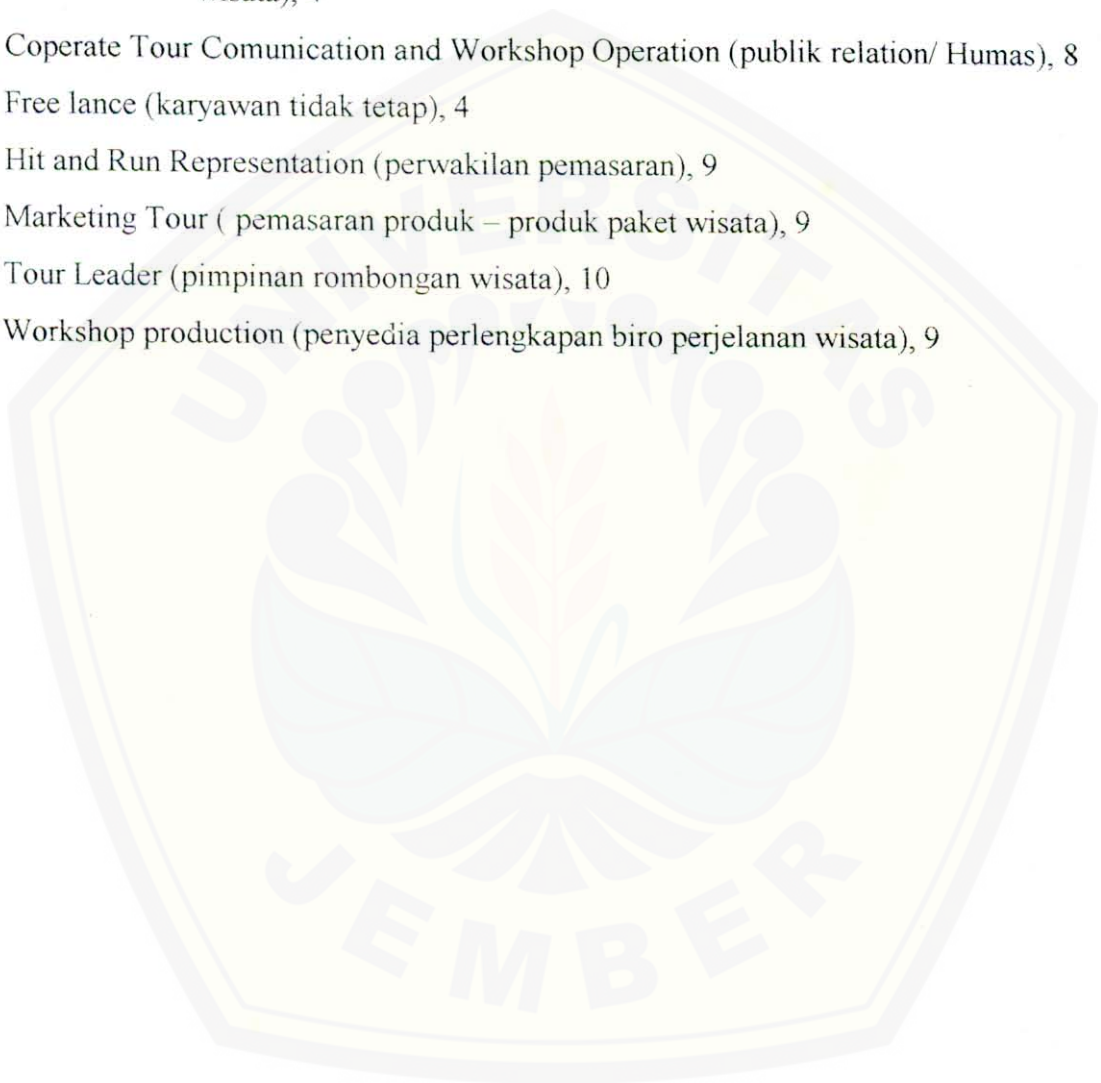 Coperate Tour Comunication and Workshop Operation (publik relation/ Humas), 8
Free lance (karyawan tidak tetap), 4
Hit and Run Representation (perwakilan pemasaran), 9
Marketing Tour ( pemasaran produk – produk paket wisata), 9
Tour Leader (pimpinan rombongan wisata), 10
Workshop production (penyedia perlengkapan biro perjelanan wisata), 9
UNIVERSITAS
JEMBER